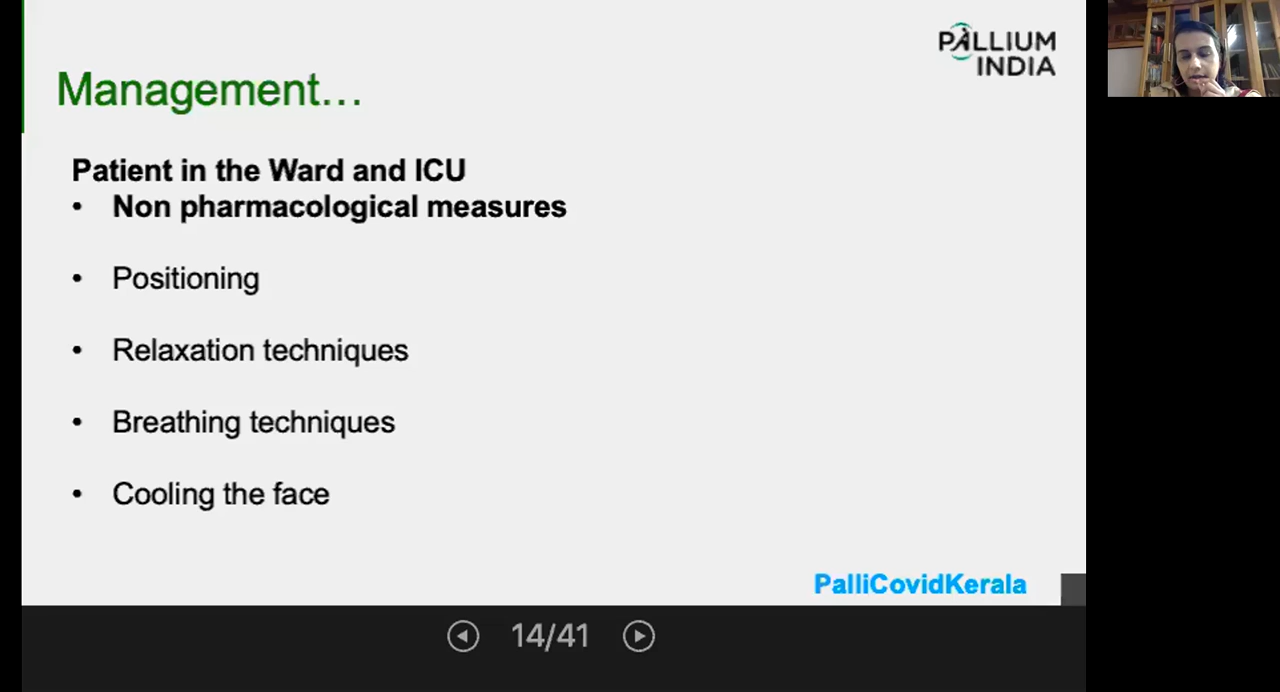 PALLIUM
INDIA
Management...
Patient in the Ward and ICU
• Non pharmacological measures
• Positioning
• Relaxation techniques
• Breathing techniques
• Cooling the face
PalliCovidKerala
14/41